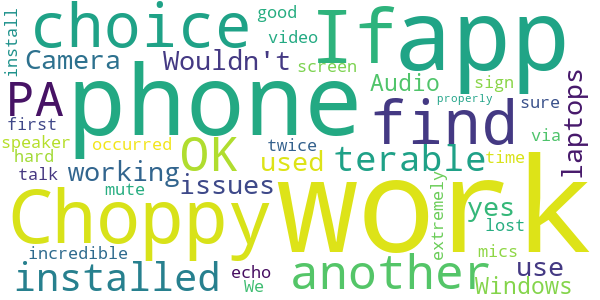 install
choice
good
video
If
app
Camera
Wouldn't
screen
PA
phone
Audio
sign
find
sure
laptops
first
properly
speaker
occurred
OK
twice
via
hard
working
used
terable
time
talk
mute
issues
Choppy
work
extremely
yes
lost
incredible
mics
installed
echo
We
another
use
Windows